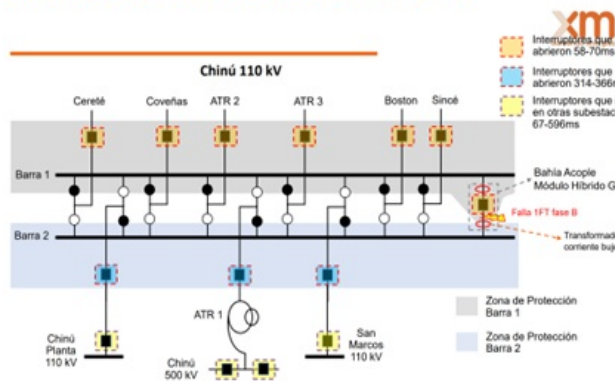 xm
Interruptores que
abrieron 58-70ms
Chinú 110 kV
Interruptores que
abrieron 314-366m
Interruptores que
en otras subestac
67-596ms
Cereté
Coveñas
ATR 2
ATR 3
Boston
Sincé
Barra 1
Bahía Acople
Módulo Híbrido G
Falla 1FT fase B
Barra 2
Transformad
corriente buje
Zona de Protección
Barra 1
ATR 1
Chinú
Planta
110 kV
San
Marcos
110 kV
Chinú
500 kV
Zona de Protección
Barra 2